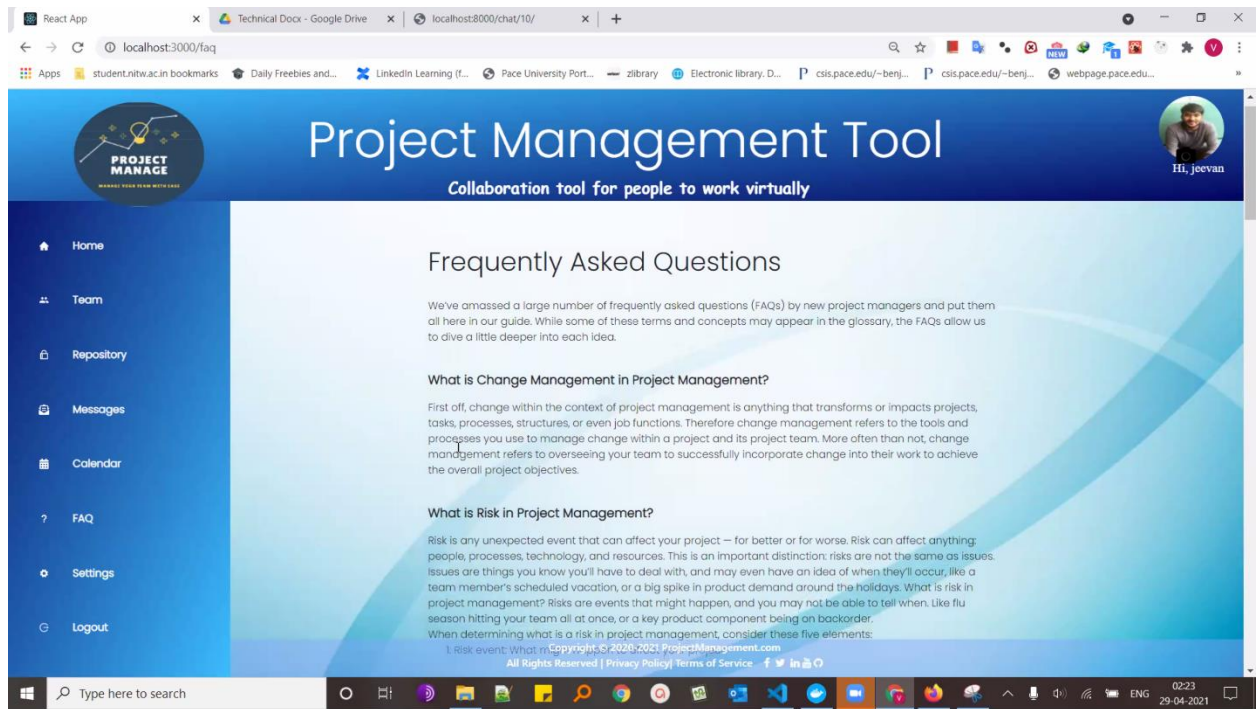 React App
Technical Docx - Google Drive
localhost:8000/chat/10/
localhost:3000/faq
NEW
1
V
Apps
student.nitw.ac.in bookmarks
Daily Freebies and...
LinkedIn Learning (f...
Pace University Port...
zlibrary
Electronic library. D...
csis.pace.edu/~benj...
csis.pace.edu/~benj...
webpage.pace.edu...
PROJECT
MANAGE
MANAGE YOUR TEAM WITH EASE
Project Management Tool
Collaboration tool for people to work virtually
Hi, jeevan
Home
Team
Repository
Messages
Calendar
FAQ
Settings
Logout
Frequently Asked Questions
We've amassed a large number of frequently asked questions (FAQs) by new project managers and put them
all here in our guide. While some of these terms and concepts may appear in the glossary, the FAQs allow us
to dive a little deeper into each idea.
What is Change Management in Project Management?
First off, change within the context of project management is anything that transforms or impacts projects,
tasks, processes, structures, or even job functions. Therefore change management refers to the tools and
processes you use to manage change within a project and its project team. More often than not, change
management refers to overseeing your team to successfully incorporate change into their work to achieve
the overall project objectives.
What is Risk in Project Management?
Risk is any unexpected event that can affect your project — for better or for worse. Risk can affect anything:
people, processes, technology, and resources. This is an important distinction: risks are not the same as issues.
Issues are things you know you'll have to deal with, and may even have an idea of when they'll occur, like a
team member's scheduled vacation, or a big spike in product demand around the holidays. What is risk in
project management? Risks are events that might happen, and you may not be able to tell when. Like flu
season hitting your team all at once, or a key product component being on backorder.
When determining what is a risk in project management, consider these five elements:
1. Risk event: What
Copyright © 2020-2021 ProjectManagement.com
All Rights Reserved | Privacy Policy| Terms of Service
Type here to search
ENG
02:23
29-04-2021